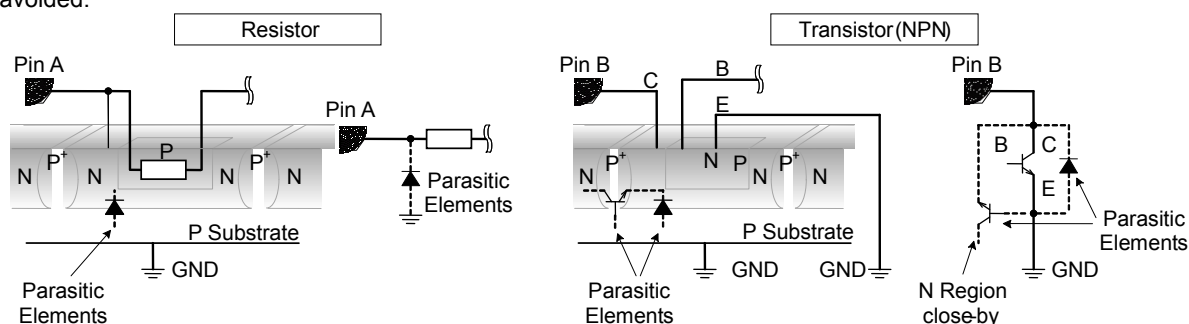 avoided.
Resistor
Transistor (NPN)
Pin A
Pin A
Pin B
C
B
E
Pin B
N
P+
N
P
N
P+
N
Parasitic
Elements
P Substrate
GND
Parasitic
Elements
N
P+
N
P
N
P+
N
P Substrate
GND
GND
Parasitic
Elements
B
C
E
Parasitic
Elements
GND
N Region
close-by